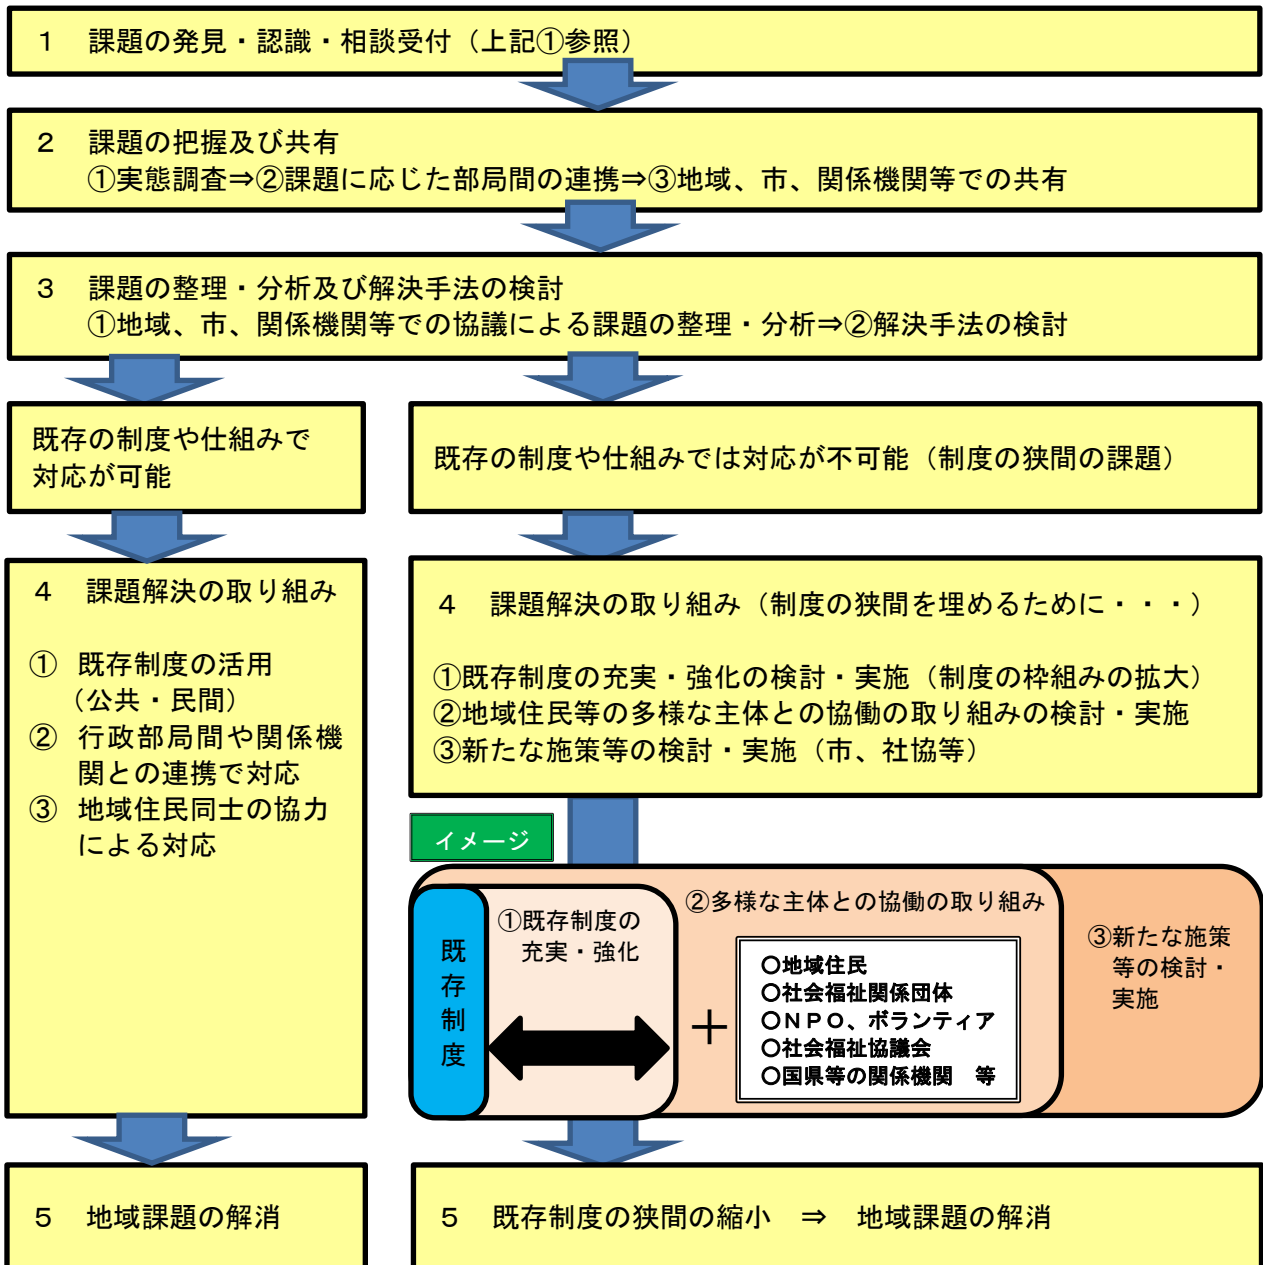 １　課題の発見・認識・相談受付（上記①参照）
２　課題の把握及び共有
①実態調査⇒②課題に応じた部局間の連携⇒③地域、市、関係機関等での共有
３　課題の整理・分析及び解決手法の検討
①地域、市、関係機関等での協議による課題の整理・分析⇒②解決手法の検討
既存の制度や仕組みで
対応が可能
既存の制度や仕組みでは対応が不可能（制度の狭間の課題）
４　課題解決の取り組み
①　既存制度の活用
（公共・民間）
②　行政部局間や関係機
関との連携で対応
③　地域住民同士の協力
による対応
４　課題解決の取り組み（制度の狭間を埋めるために・・・）
①既存制度の充実・強化の検討・実施（制度の枠組みの拡大）
②地域住民等の多様な主体との協働の取り組みの検討・実施
③新たな施策等の検討・実施（市、社協等）
イメージ
既存制度
①既存制度の
充実・強化
②多様な主体との協働の取り組み
＋
○地域住民
○社会福祉関係団体
○ＮＰＯ、ボランティア
○社会福祉協議会
○国県等の関係機関　等
③新たな施策
等の検討・
実施
５　地域課題の解消
５　既存制度の狭間の縮小　⇒　地域課題の解消